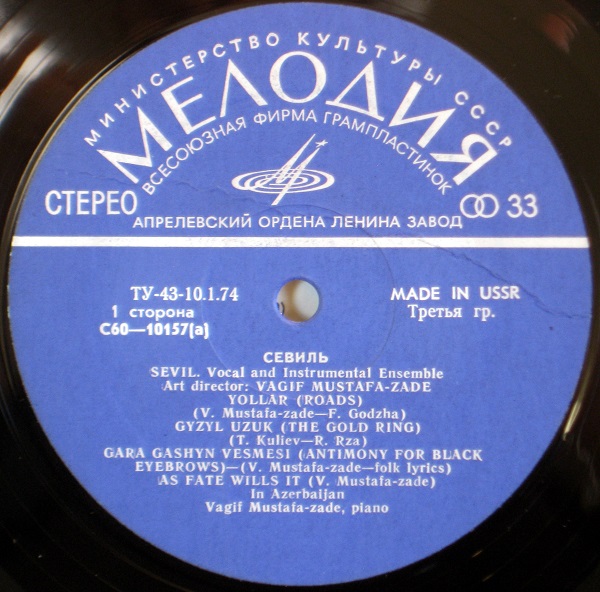 МИНИСТЕРСТВО КУЛЬТУРЫ СССР
МЕЛОДИЯ
ВСЕСОЮЗНАЯ ФИРМА ГРАМПЛАСТИНОК
СТЕРЕО
33
АПРЕЛЕВСКИЙ ОРДЕНА ЛЕНИНА ЗАВОД
ТУ-43-10.1.74
MADE IN USSR
1 сторона
Третья гр.
С60—10157(а)
СЕВИЛЬ
SEVIL. Vocal and Instrumental Ensemble
Art director: VAGIF MUSTAFA-ZADE
YOLLAR (ROADS)
(V. Mustafa-zade—F. Godzha)
GYZYL UZUK (THE GOLD RING)
(T. Kuliev—R. Rza)
GARA GASHYN VESMESI (ANTIMONY FOR BLACK
EYEBROWS)—(V. Mustafa-zade—folk lyrics)
AS FATE WILLS IT (V. Mustafa-zade)
In Azerbaijan
Vagif Mustafa-zade, piano